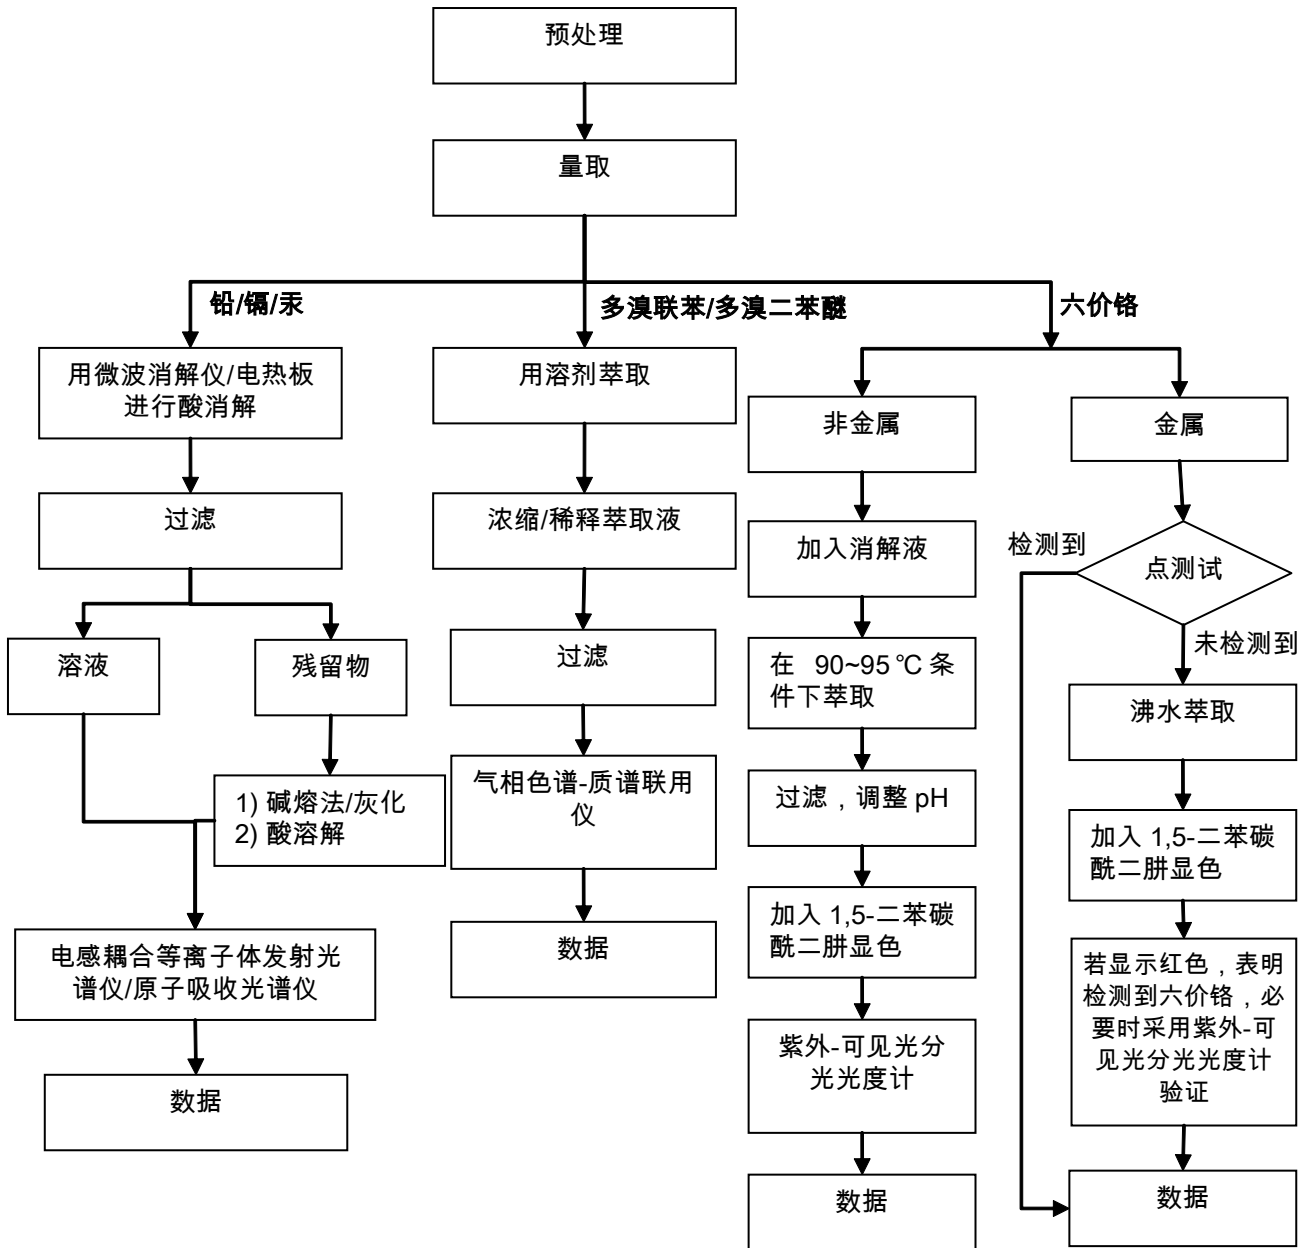 预处理
量取
铅/镉/汞
多溴联苯/多溴二苯醚
六价铬
用微波消解仪/电热板
进行酸消解
过滤
溶液
残留物
1) 碱熔法/灰化
2) 酸溶解
电感耦合等离子体发射光
谱仪/原子吸收光谱仪
数据
用溶剂萃取
浓缩/稀释萃取液
过滤
气相色谱-质谱联用
仪
数据
非金属
加入消解液
在 90~95 ℃ 条
件下萃取
过滤，调整 pH
加入 1,5-二苯碳
酰二肼显色
紫外-可见光分
光光度计
数据
金属
点测试
检测到
未检测到
沸水萃取
加入 1,5-二苯碳
酰二肼显色
若显示红色，表明
检测到六价铬，必
要时采用紫外-可
见光分光光度计
验证
数据